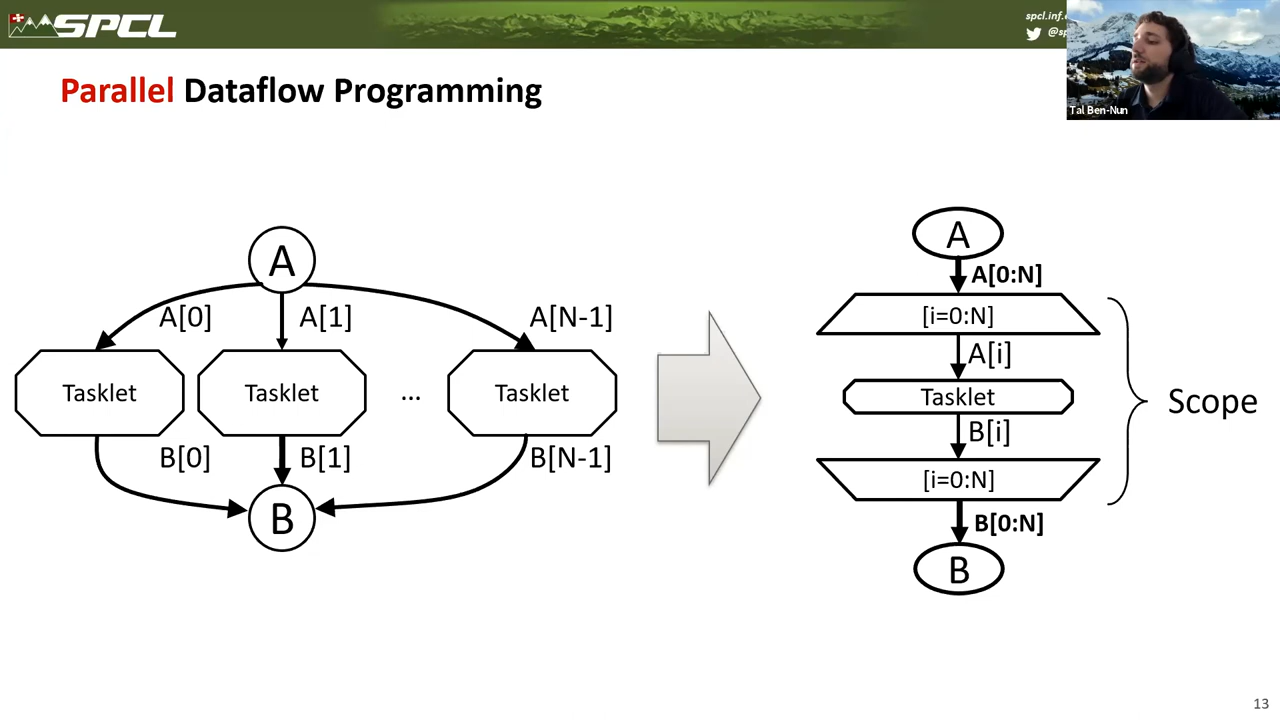 SPCL
spcl.inf.e
@sp
Tal Ben-Nun
Parallel Dataflow Programming
A
A[0]
A[1]
A[N-1]
Tasklet
Tasklet
...
Tasklet
B[0]
B[1]
B[N-1]
B
A
A[0:N]
[i=0:N]
A[i]
Tasklet
B[i]
[i=0:N]
B[0:N]
B
Scope
13